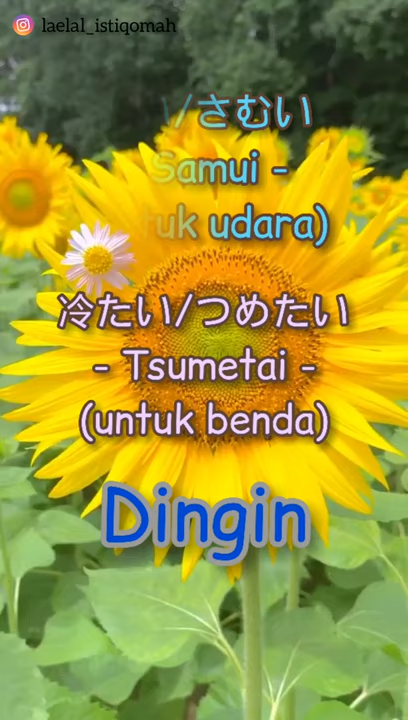 laelal_istiqomah
/さむい
Samui -
uk udara)
冷たい/つめたい
- Tsumetai -
(untuk benda)
Dingin